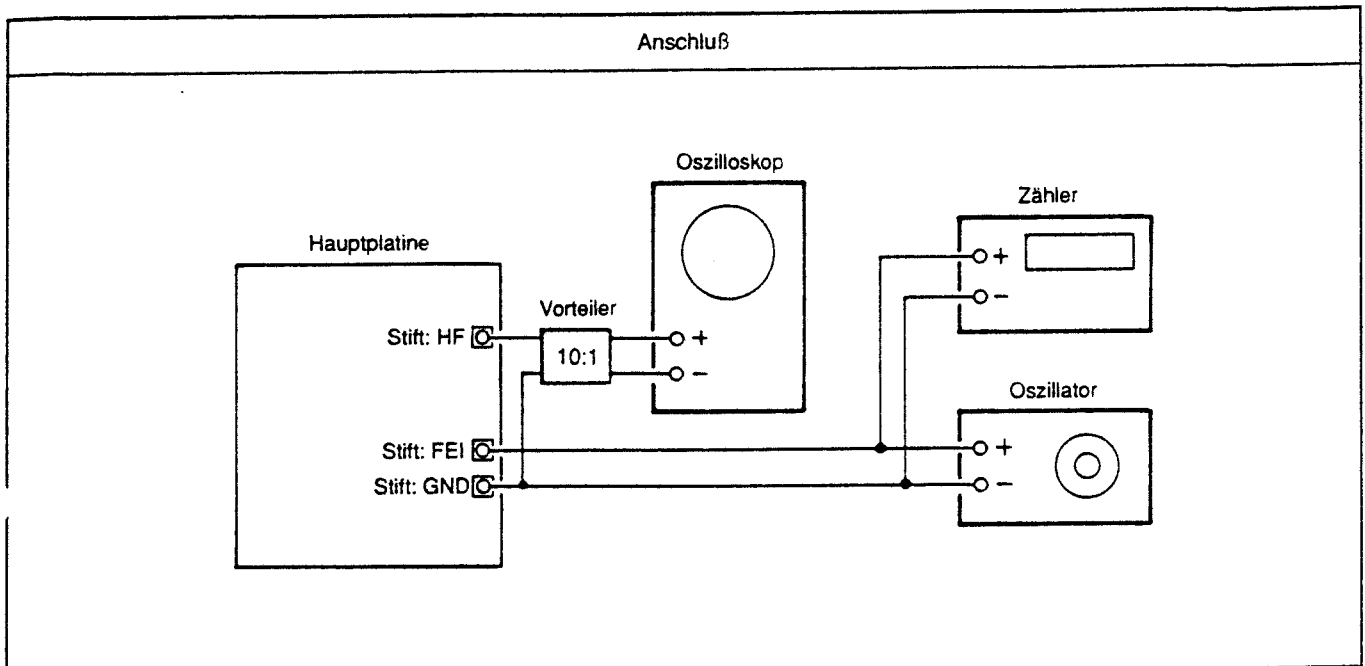 Anschluß
Oszilloskop
Zähler
Hauptplatine
+
Vorteiler
−
Stift: HF
10:1
+
−
Oszillator
Stift: FEI
+
Stift: GND
−